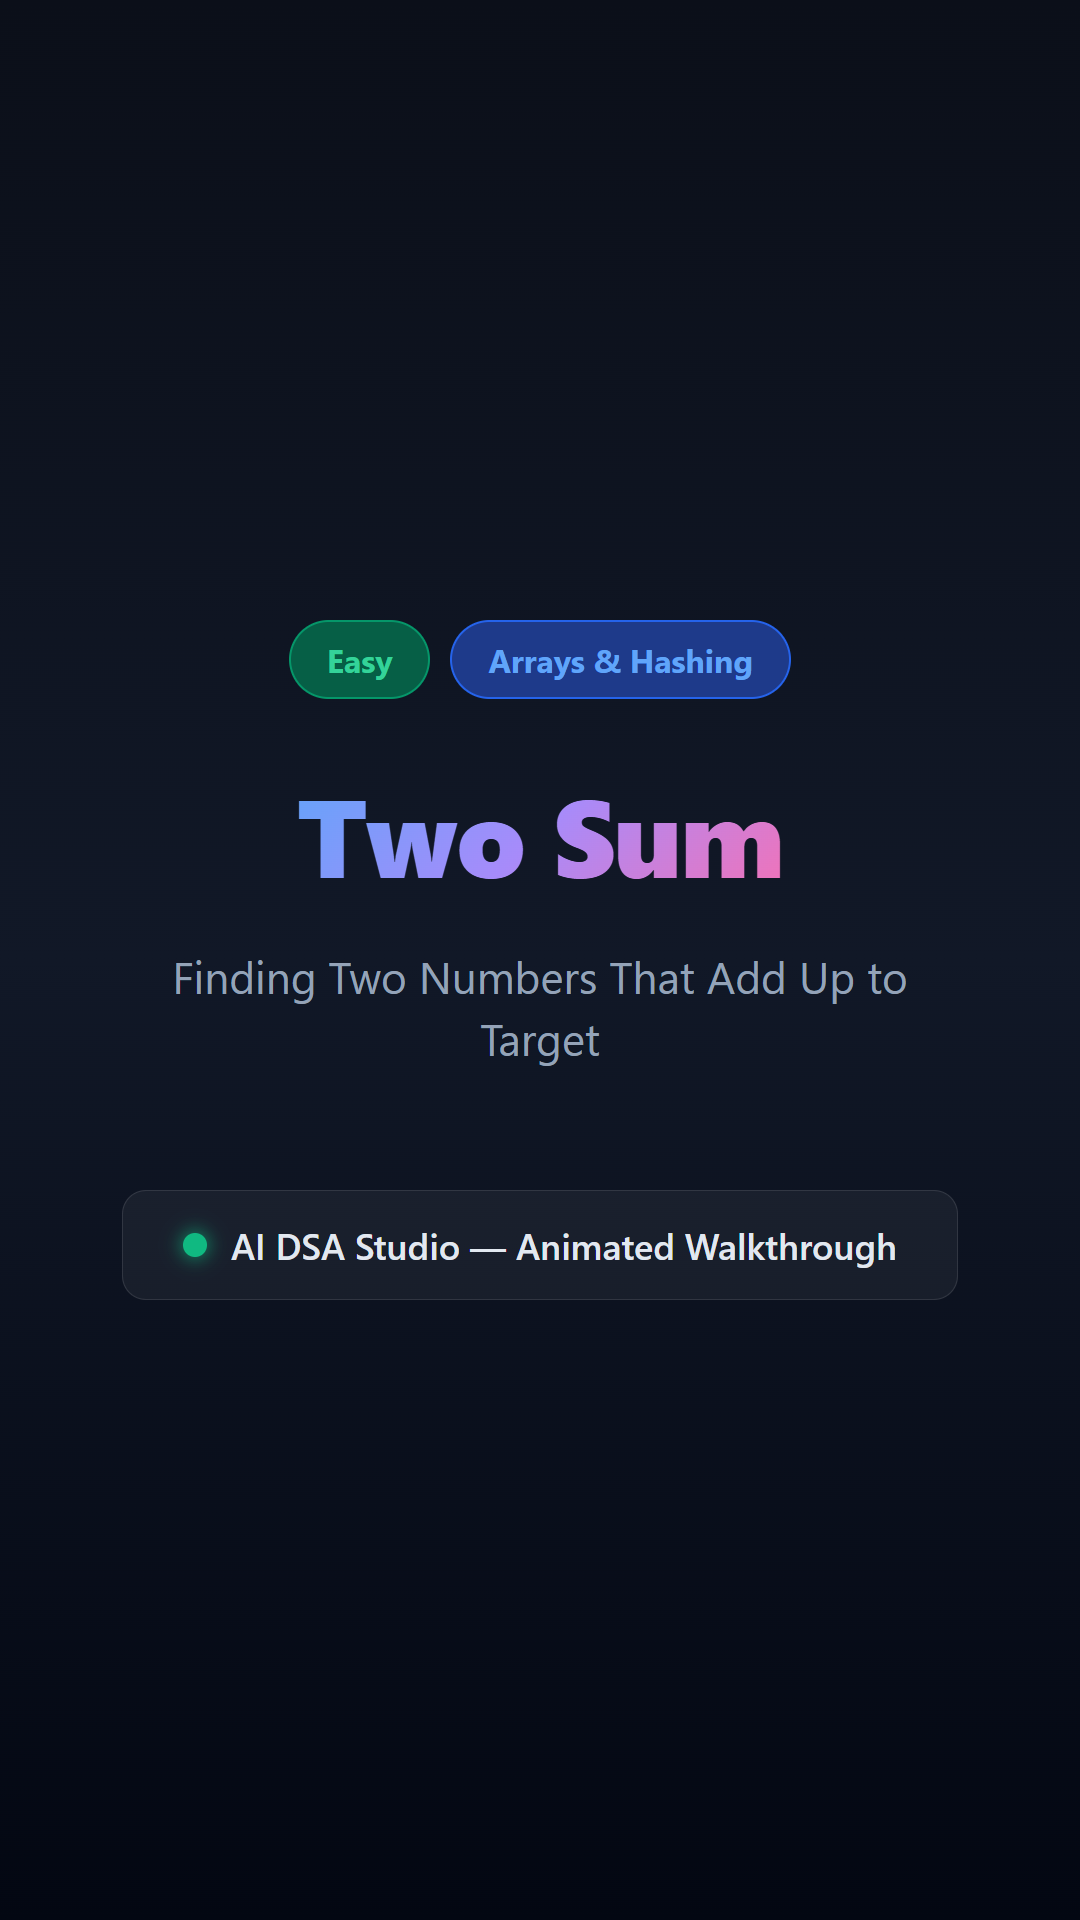 Easy
Arrays & Hashing
Two Sum
Finding Two Numbers That Add Up to
Target
AI DSA Studio — Animated Walkthrough